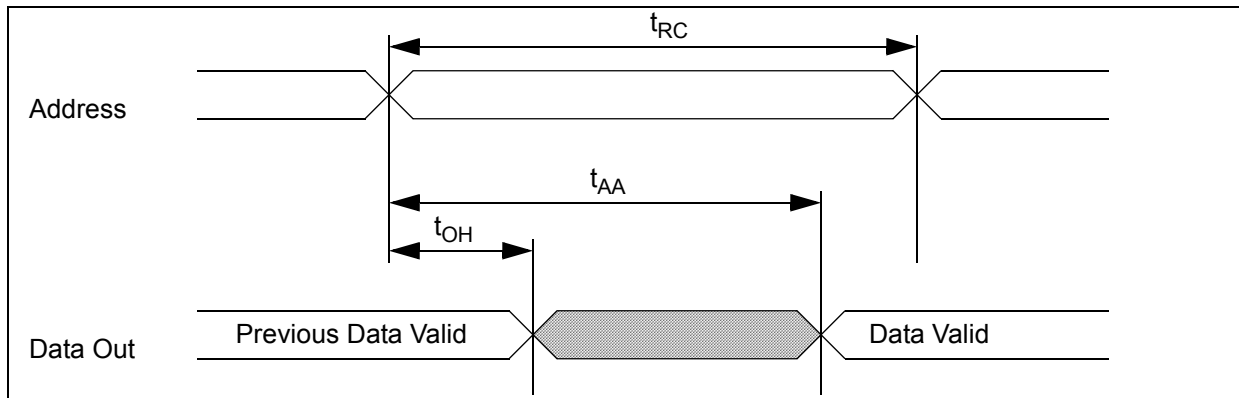 tRC
Address
tAA
tOH
Data Out
Previous Data Valid
Data Valid